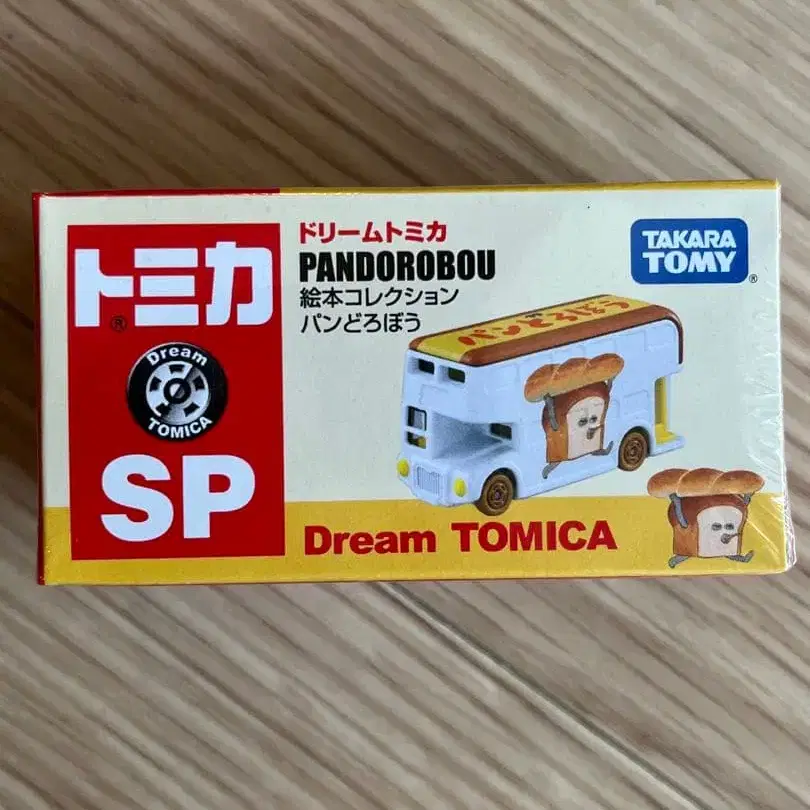 トミカ
®
Dream
TOMICA
SP
ドリームトミカ
PANDOROBOU
絵本コレクション
パンどろぼう
TAKARA
TOMY
®
パンどろぼう
Dream TOMICA